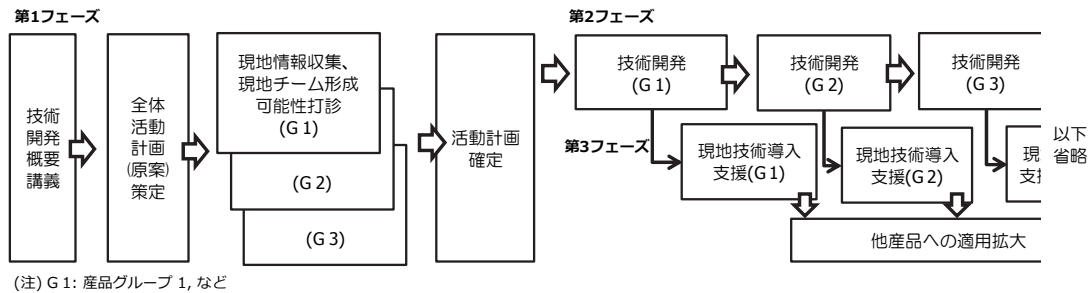 第1フェーズ
技術
開発
概要
講義
全体
活動
計画
(原案)
策定
現地情報収集、
現地チーム形成
可能性打診
(G 1)
(G 2)
(G 3)
活動計画
確定
第2フェーズ
技術開発
(G 1)
技術開発
(G 2)
技術開発
(G 3)
第3フェーズ
現地技術導入
支援(G 1)
現地技術導入
支援(G 2)
現
支
以下
省略
他産品への適用拡大
(注) G 1: 産品グループ 1, など